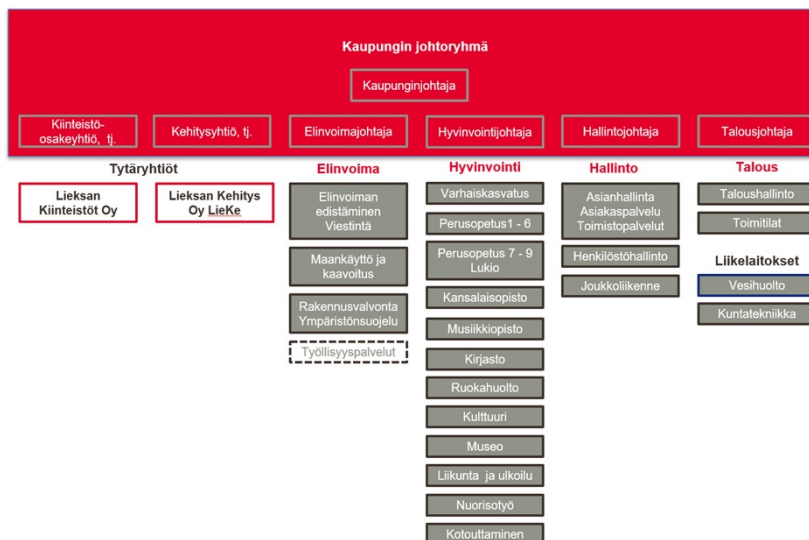 Kaupungin johtoryhmä
Kaupunginjohtaja
Kiinteistö-
osakeyhtiö, tj.
Kehitysyhtiö, tj.
Elinvoimajohtaja
Hyvinvointijohtaja
Hallintojohtaja
Talousjohtaja
Tytäryhtiöt
Lieksan
Kiinteistöt Oy
Lieksan Kehitys
Oy LieKe
Elinvoima
Elinvoiman
edistäminen
Viestintä
Maankäyttö ja
kaavoitus
Rakennusvalvonta
Ympäristönsuojelu
Työllisyyspalvelut
Hyvinvointi
Varhaiskasvatus
Perusopetus1 - 6
Perusopetus 7 - 9
Lukio
Kansalaisopisto
Musiikkiopisto
Kirjasto
Ruokahuolto
Kulttuuri
Museo
Liikunta ja ulkoilu
Nuorisotyö
Kotouttaminen
Hallinto
Asianhallinta
Asiakaspalvelu
Toimistopalvelut
Henkilöstöhallinto
Joukkoliikenne
Talous
Taloushallinto
Toimitilat
Liikelaitokset
Vesihuolto
Kuntatekniikka